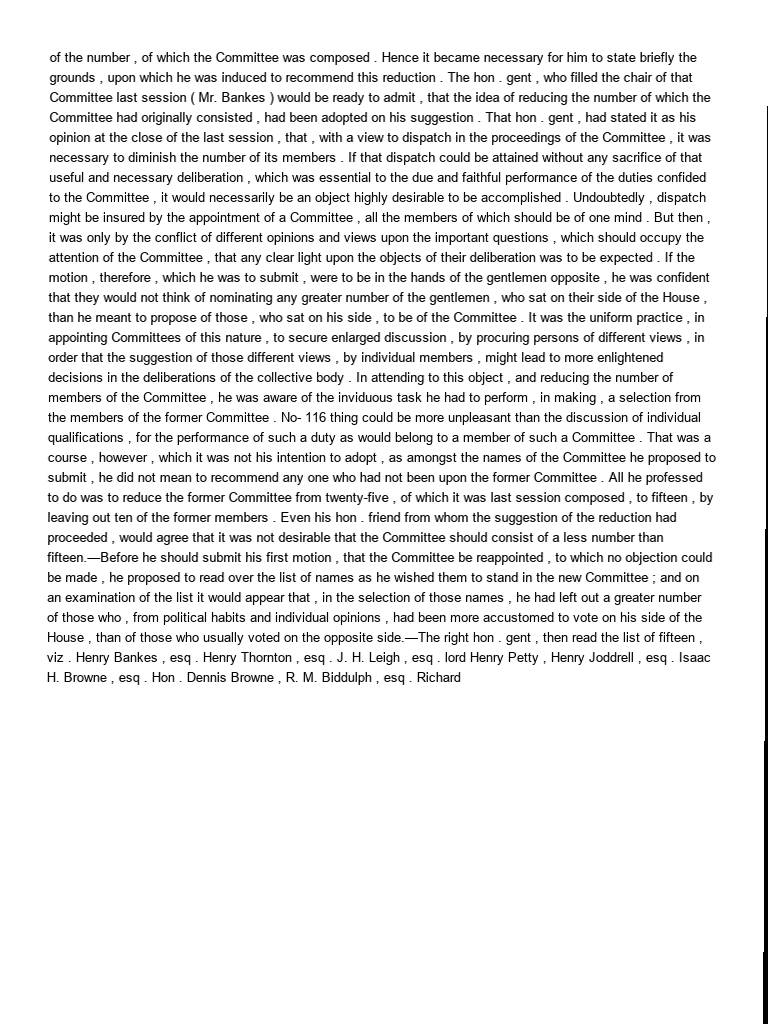 of the number , of which the Committee was composed . Hence it became necessary for him to state briefly the
grounds , upon which he was induced to recommend this reduction . The hon . gent , who filled the chair of that
Committee last session ( Mr. Bankes ) would be ready to admit , that the idea of reducing the number of which the
Committee had originally consisted , had been adopted on his suggestion . That hon . gent , had stated it as his
opinion at the close of the last session , that , with a view to dispatch in the proceedings of the Committee , it was
necessary to diminish the number of its members . If that dispatch could be attained without any sacrifice of that
useful and necessary deliberation , which was essential to the due and faithful performance of the duties confided
to the Committee , it would necessarily be an object highly desirable to be accomplished . Undoubtedly , dispatch
might be insured by the appointment of a Committee , all the members of which should be of one mind . But then ,
it was only by the conflict of different opinions and views upon the important questions , which should occupy the
attention of the Committee , that any clear light upon the objects of their deliberation was to be expected . If the
motion , therefore , which he was to submit , were to be in the hands of the gentlemen opposite , he was confident
that they would not think of nominating any greater number of the gentlemen , who sat on their side of the House ,
than he meant to propose of those , who sat on his side , to be of the Committee . It was the uniform practice , in
appointing Committees of this nature , to secure enlarged discussion , by procuring persons of different views , in
order that the suggestion of those different views , by individual members , might lead to more enlightened
decisions in the deliberations of the collective body . In attending to this object , and reducing the number of
members of the Committee , he was aware of the inviduous task he had to perform , in making , a selection from
the members of the former Committee . No- 116 thing could be more unpleasant than the discussion of individual
qualifications , for the performance of such a duty as would belong to a member of such a Committee . That was a
course , however , which it was not his intention to adopt , as amongst the names of the Committee he proposed to
submit , he did not mean to recommend any one who had not been upon the former Committee . All he professed
to do was to reduce the former Committee from twenty-five , of which it was last session composed , to fifteen , by
leaving out ten of the former members . Even his hon . friend from whom the suggestion of the reduction had
proceeded , would agree that it was not desirable that the Committee should consist of a less number than
fifteen.—Before he should submit his first motion , that the Committee be reappointed , to which no objection could
be made , he proposed to read over the list of names as he wished them to stand in the new Committee ; and on
an examination of the list it would appear that , in the selection of those names , he had left out a greater number
of those who , from political habits and individual opinions , had been more accustomed to vote on his side of the
House , than of those who usually voted on the opposite side.—The right hon . gent , then read the list of fifteen ,
viz . Henry Bankes , esq . Henry Thornton , esq . J. H. Leigh , esq . lord Henry Petty , Henry Joddrell , esq . Isaac
H. Browne , esq . Hon . Dennis Browne , R. M. Biddulph , esq . Richard